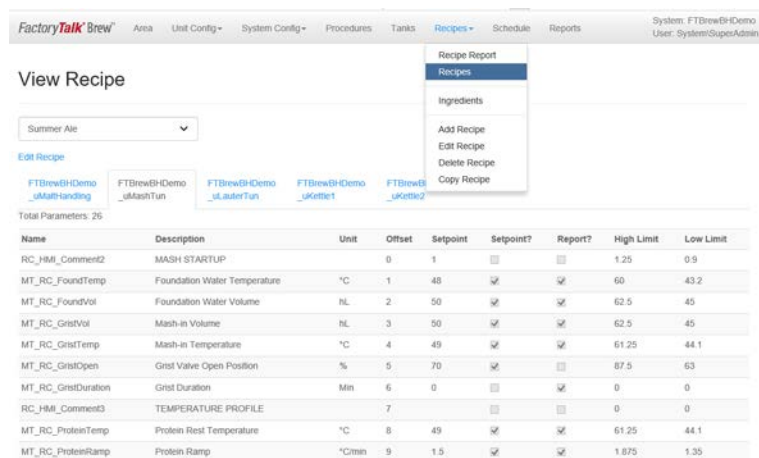 FactoryTalk Brew Area Unit Config System Config Procedures Tanks Recipes Schedule Reports System: FTBrewBHDemo
User: System\SuperAdmin
Recipe Report
Recipes
Ingredients
Add Recipe
Edit Recipe
Delete Recipe
Copy Recipe
View Recipe
Summer Ale
Edit Recipe
FTBrewBHDemo FTBrewBHDemo FTBrewBHDemo FTBrewBHDemo FTBrewB
_uMaltHandling _uMashTun _uLauterTun _uKettle1 _uKettle2
Total Parameters: 26
Name Description Unit Offset Setpoint Setpoint? Report? High Limit Low Limit
RC_HMI_Comment2 MASH STARTUP 0 1 1.25 0.9
MT_RC_FoundTemp Foundation Water Temperature °C 1 48 60 43.2
MT_RC_FoundVol Foundation Water Volume hL 2 50 62.5 45
MT_RC_GristVol Mash-in Volume hL 3 50 62.5 45
MT_RC_GristTemp Mash-in Temperature °C 4 49 61.25 44.1
MT_RC_GristOpen Grist Valve Open Position % 5 70 87.5 63
MT_RC_GristDuration Grist Duration Min 6 0 0 0
RC_HMI_Comment3 TEMPERATURE PROFILE 7 0 0
MT_RC_ProteinTemp Protein Rest Temperature °C 8 49 61.25 44.1
MT_RC_ProteinRamp Protein Ramp °C/min 9 1.5 1.875 1.35